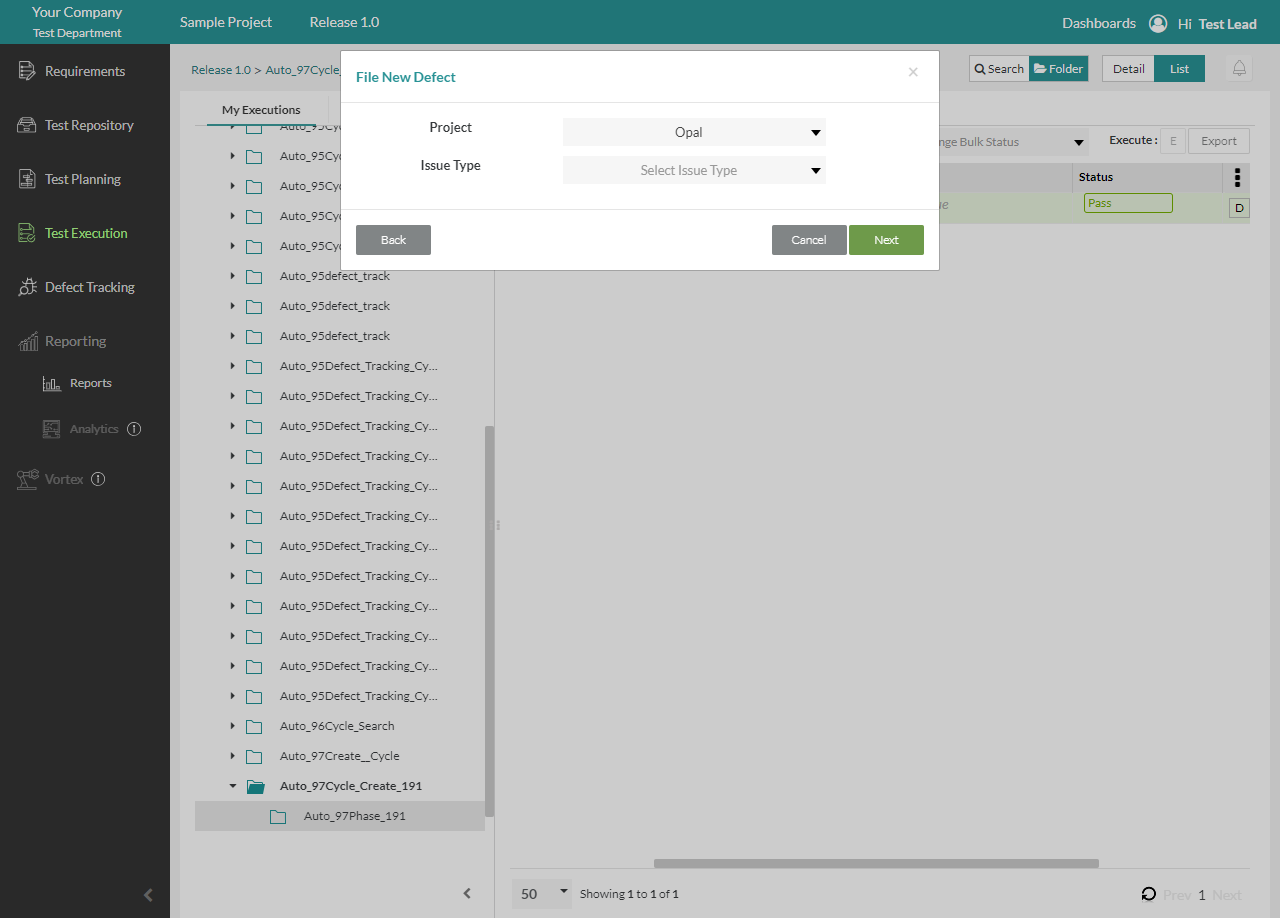 Your Company
Test Department
Sample Project
Release 1.0
Dashboards
Hi Test Lead
Requirements
Test Repository
Test Planning
Test Execution
Defect Tracking
Reporting
Reports
Analytics
Vortex
Release 1.0 > Auto_97Cycle_
Search
Folder
Detail
List
My Executions
File New Defect
×
Project
Opal
Issue Type
Select Issue Type
Back
Cancel
Next
nge Bulk Status
Execute :
E
Export
Status
ue
Pass
D
Auto_95Cy
Auto_95Cyc
Auto_95Cyc
Auto_95Cyc
Auto_95Cyc
Auto_95defect_track
Auto_95defect_track
Auto_95defect_track
Auto_95Defect_Tracking_Cy...
Auto_95Defect_Tracking_Cy...
Auto_95Defect_Tracking_Cy...
Auto_95Defect_Tracking_Cy...
Auto_95Defect_Tracking_Cy...
Auto_95Defect_Tracking_Cy...
Auto_95Defect_Tracking_Cy...
Auto_95Defect_Tracking_Cy...
Auto_95Defect_Tracking_Cy...
Auto_95Defect_Tracking_Cy...
Auto_95Defect_Tracking_Cy...
Auto_95Defect_Tracking_Cy...
Auto_96Cycle_Search
Auto_97Create__Cycle
Auto_97Cycle_Create_191
Auto_97Phase_191
50
Showing 1 to 1 of 1
Prev 1 Next